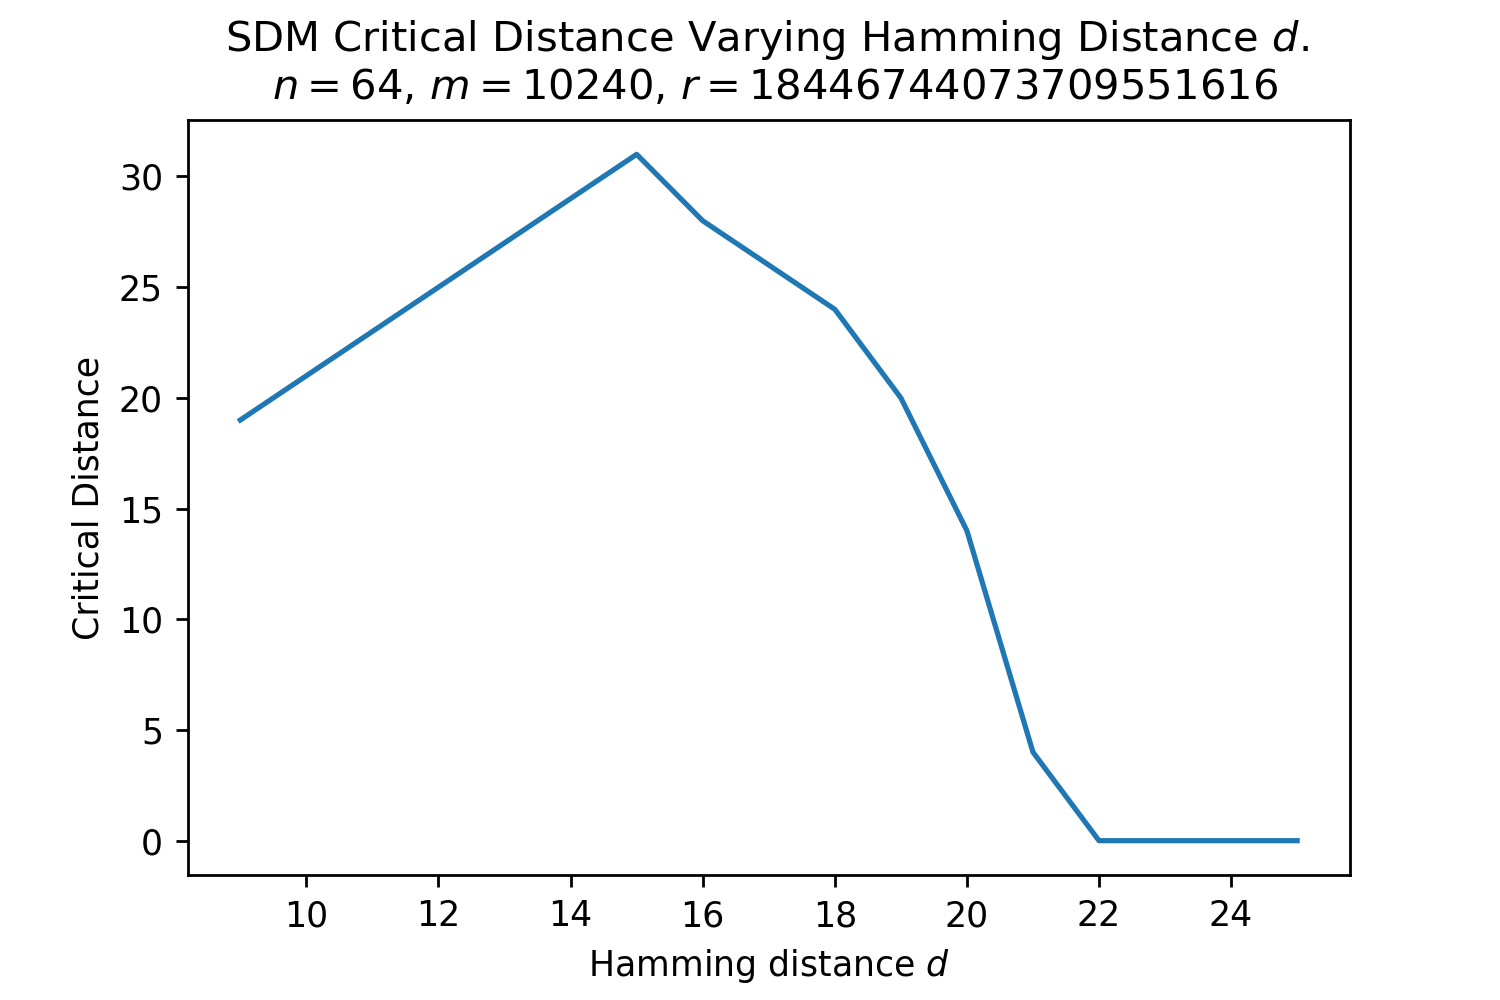 SDM Critical Distance Varying Hamming Distance d.
n = 64, m = 10240, r = 18446744073709551616
30
25
20
15
10
5
0
Critical Distance
10 12 14 16 18 20 22 24
Hamming distance d